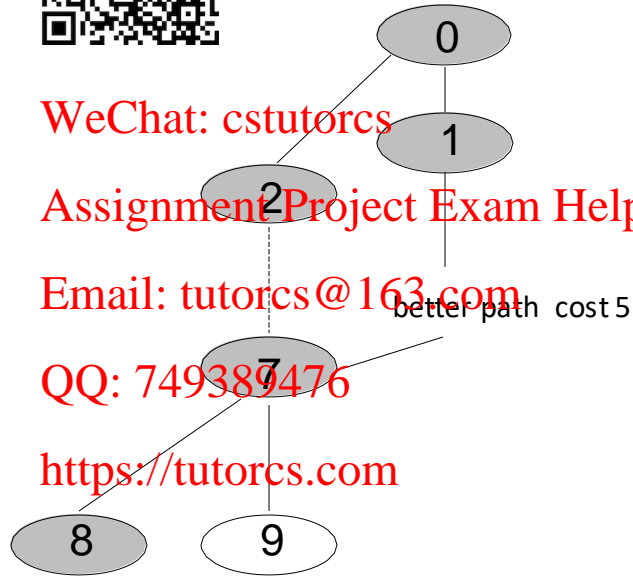 0
WeChat: cstutorcs
1
2
Assignment Project Exam Help
Email: tutorcs@163.com
better path cost 5
7
QQ: 749389476
https://tutorcs.com
8
9